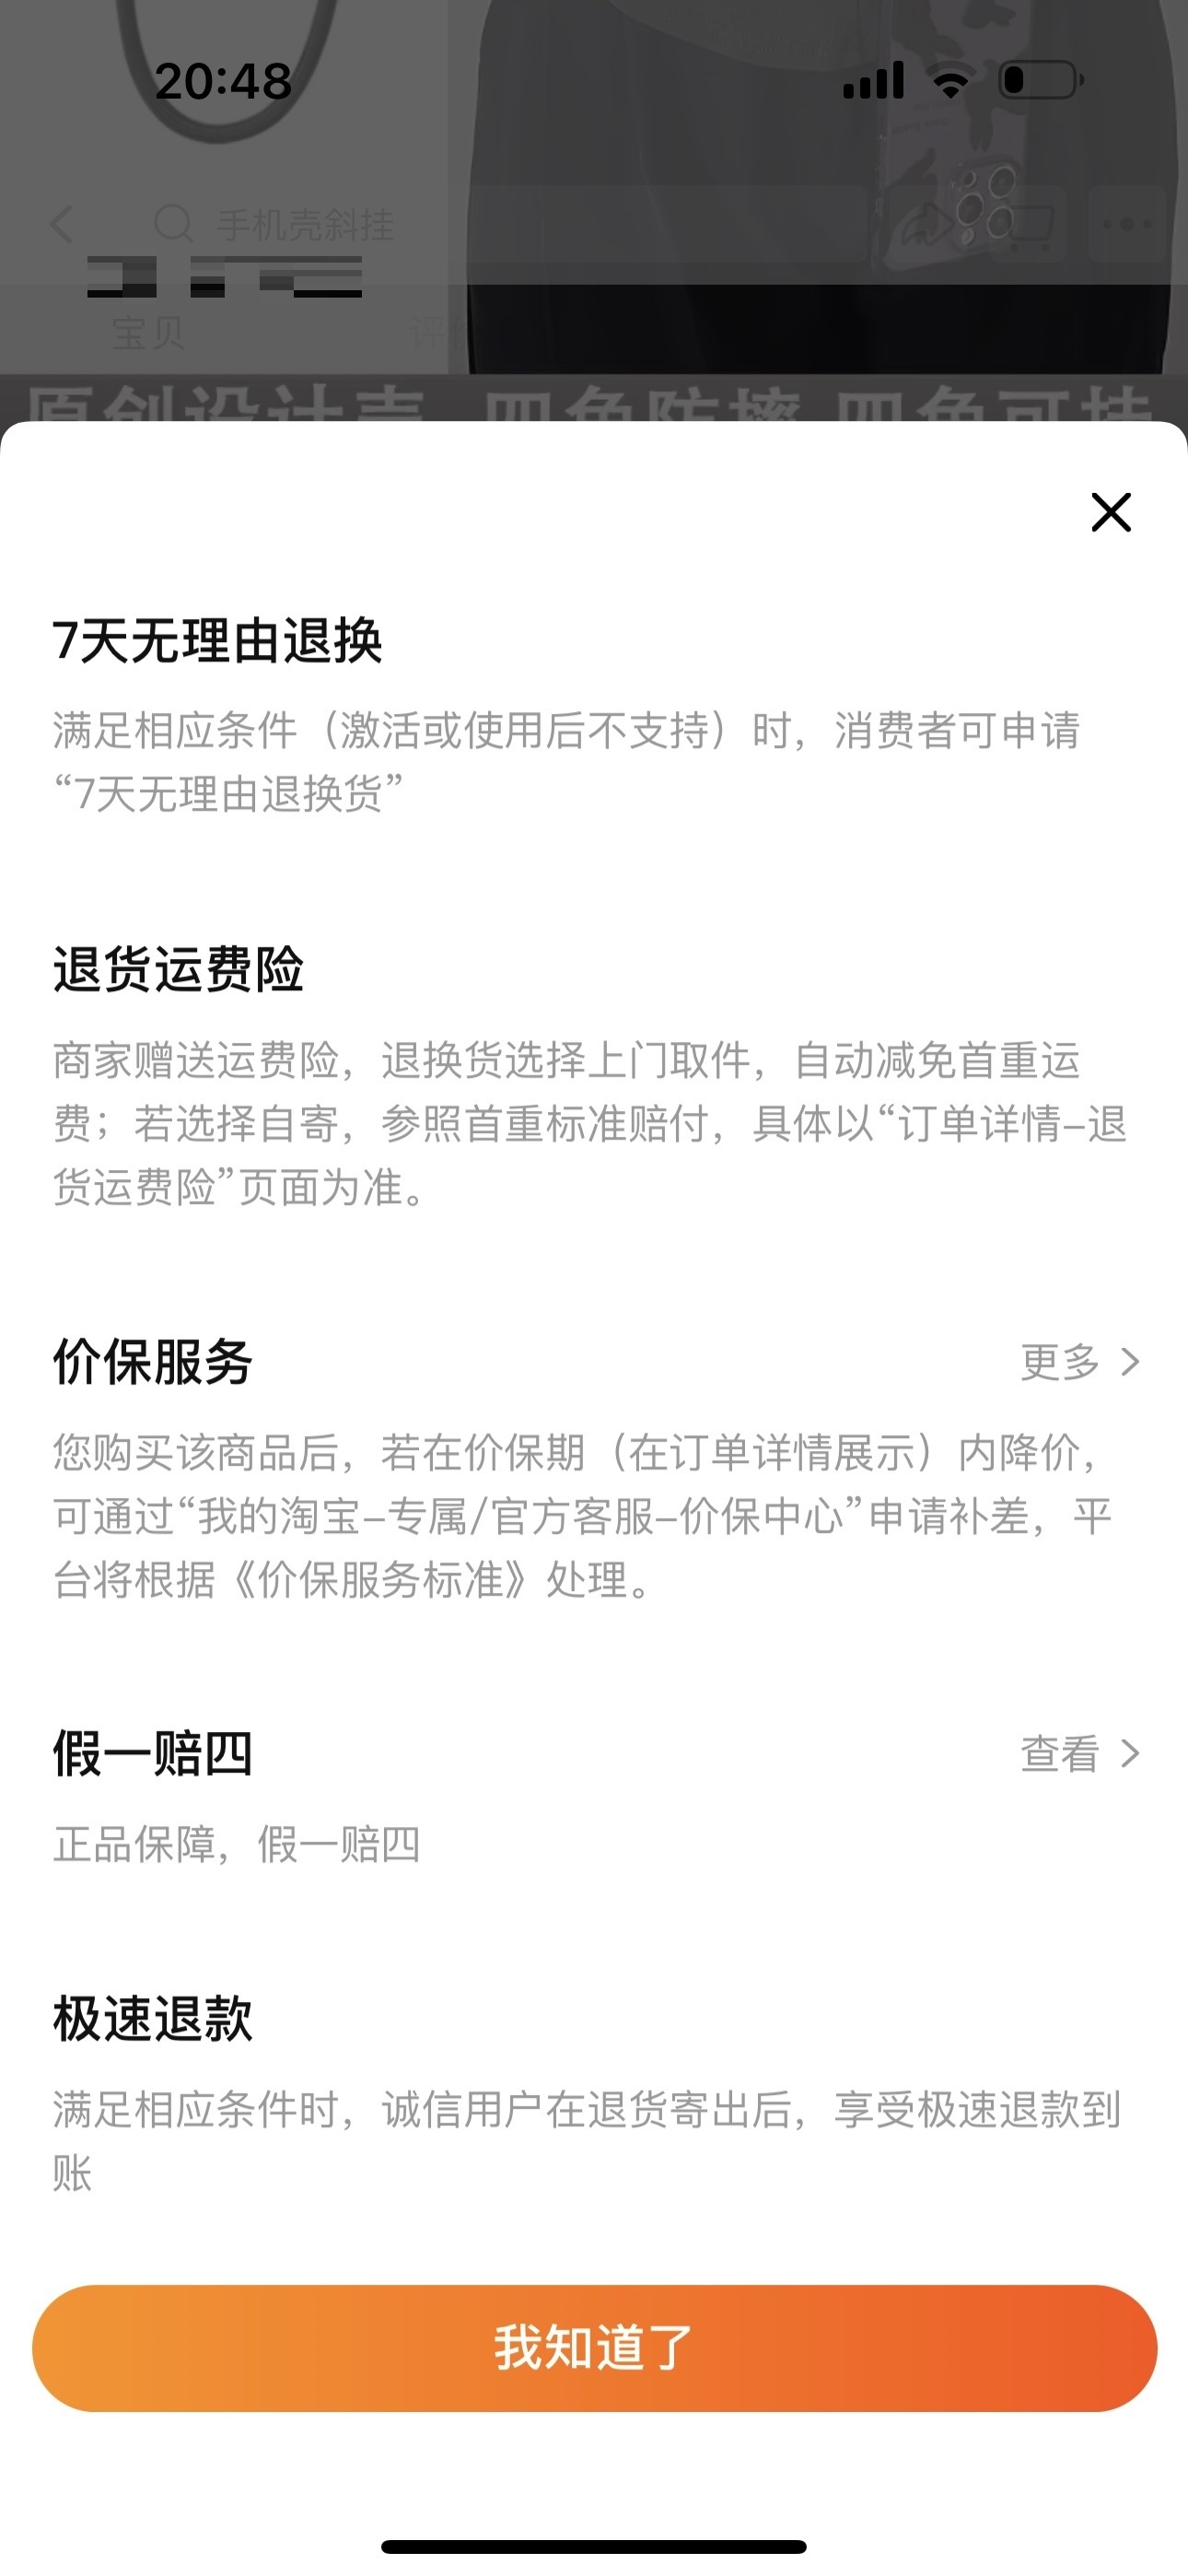 20:48
手机壳斜挂
宝贝
评价
原创设计壳 四角防摔 四角可挂
7天无理由退换
满足相应条件（激活或使用后不支持）时，消费者可申请
“7天无理由退换货”
退货运费险
商家赠送运费险，退换货选择上门取件，自动减免首重运
费；若选择自寄，参照首重标准赔付，具体以“订单详情-退
货运费险”页面为准。
价保服务
更多
您购买该商品后，若在价保期（在订单详情展示）内降价，
可通过“我的淘宝-专属/官方客服-价保中心”申请补差，平
台将根据《价保服务标准》处理。
假一赔四
查看
正品保障，假一赔四
极速退款
满足相应条件时，诚信用户在退货寄出后，享受极速退款到
账
我知道了